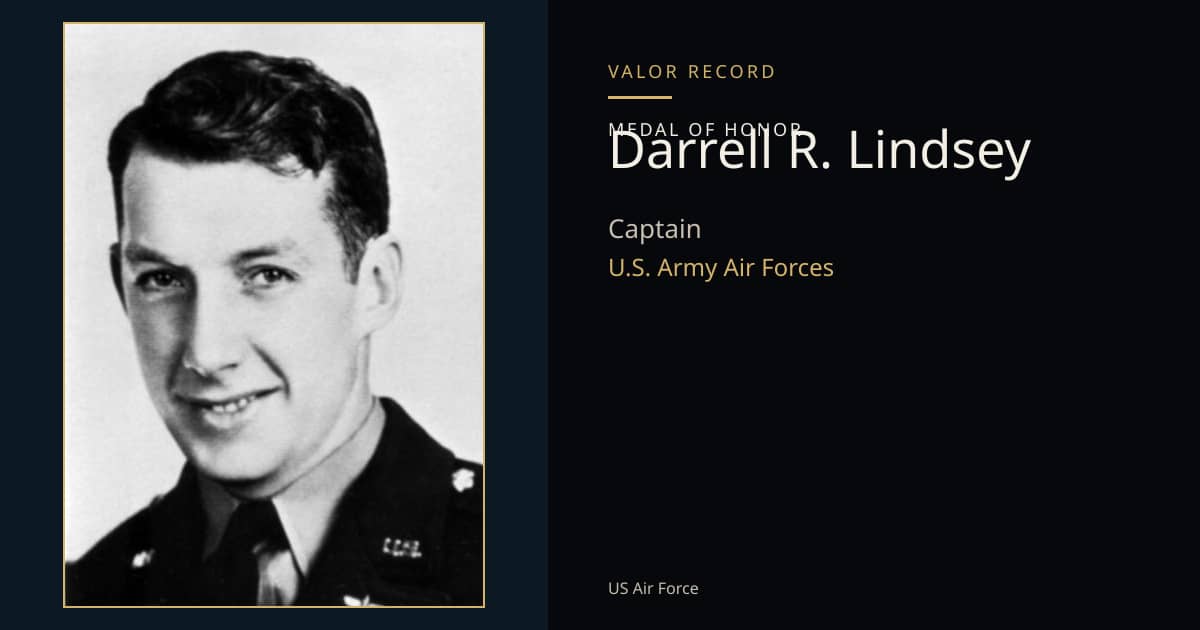 VALOR RECORD
MEDAL OF HONOR
Darrell R. Lindsey
Captain
U.S. Army Air Forces
US Air Force